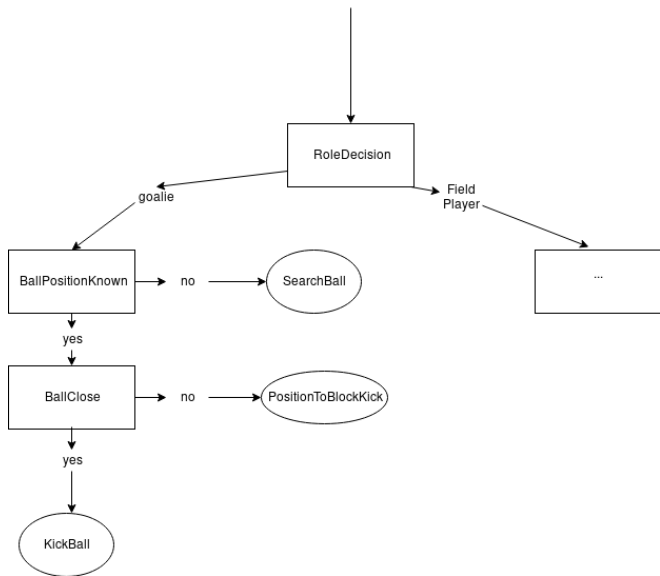 RoleDecision
goalie
Field
Player
BallPositionKnown
no
SearchBall
...
yes
BallClose
no
PositionToBlockKick
yes
KickBall